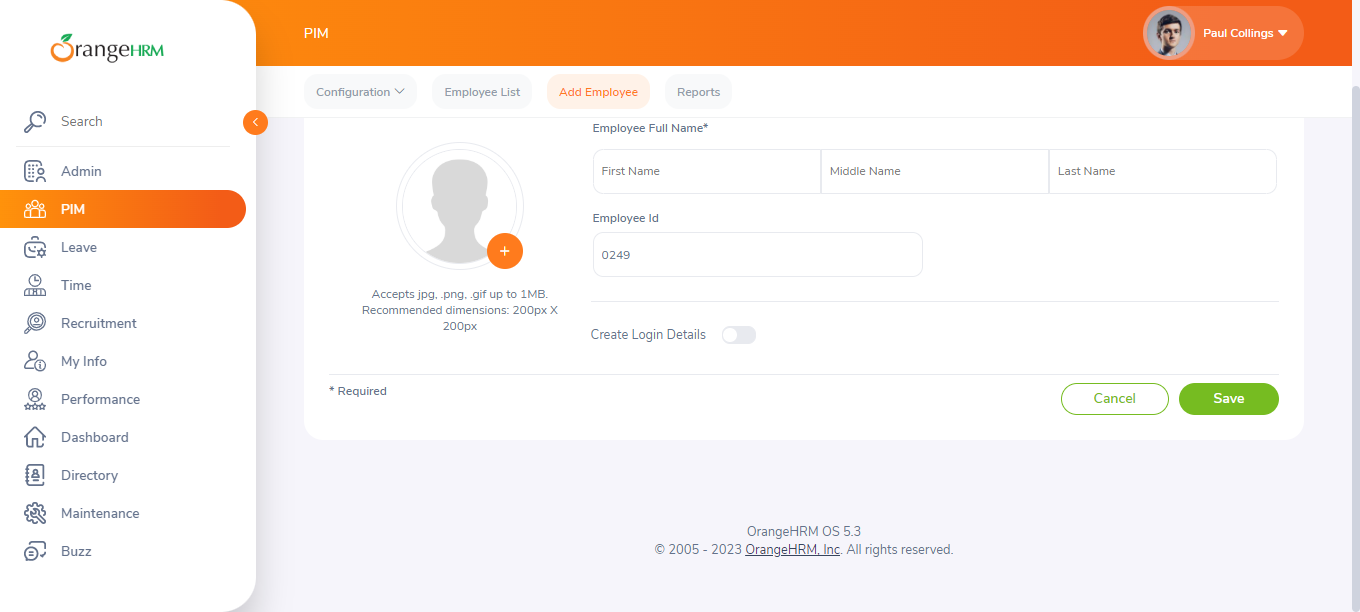 OrangeHRM
Search
Admin
PIM
Leave
Time
Recruitment
My Info
Performance
Dashboard
Directory
Maintenance
Buzz
PIM
Paul Collings
Configuration
Employee List
Add Employee
Reports
Employee Full Name*
First Name
Middle Name
Last Name
Employee Id
0249
Accepts jpg, .png, .gif up to 1MB.
Recommended dimensions: 200px X
200px
Create Login Details
* Required
Cancel
Save
OrangeHRM OS 5.3
© 2005 - 2023 OrangeHRM, Inc. All rights reserved.